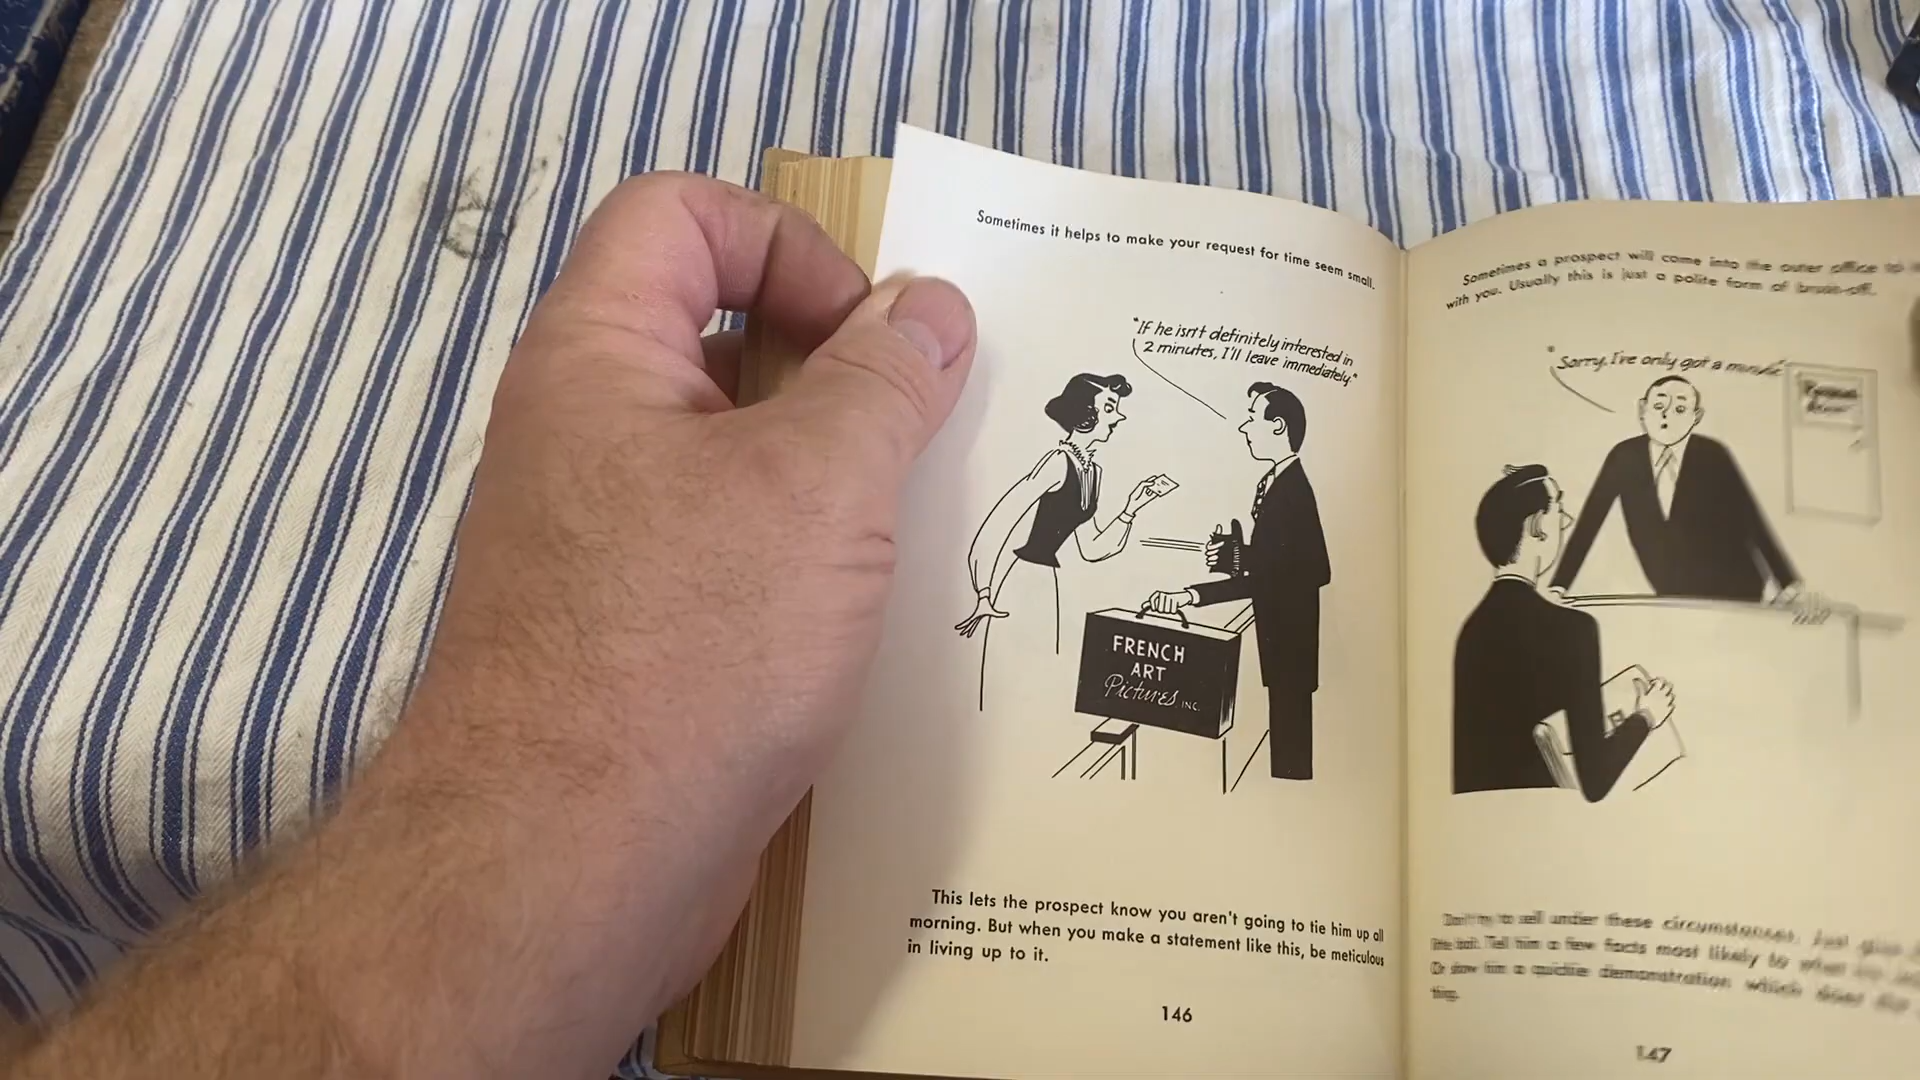 Sometimes it helps to make your request for time seem small.
"If he isn't definitely interested in
2 minutes, I'll leave immediately."
FRENCH
ART
Pictures, INC.
This lets the prospect know you aren't going to tie him up all
morning. But when you make a statement like this, be meticulous
in living up to it.
146
Sometimes a prospect will come into the outer office to
with you. Usually this is just a polite form of brush-off.
"Sorry, I've only got a minute"
Don't try to sell under these circumstances. Just give
the bait. Tell him a few facts most likely to
Or show him a quickie demonstration which
thing.
147